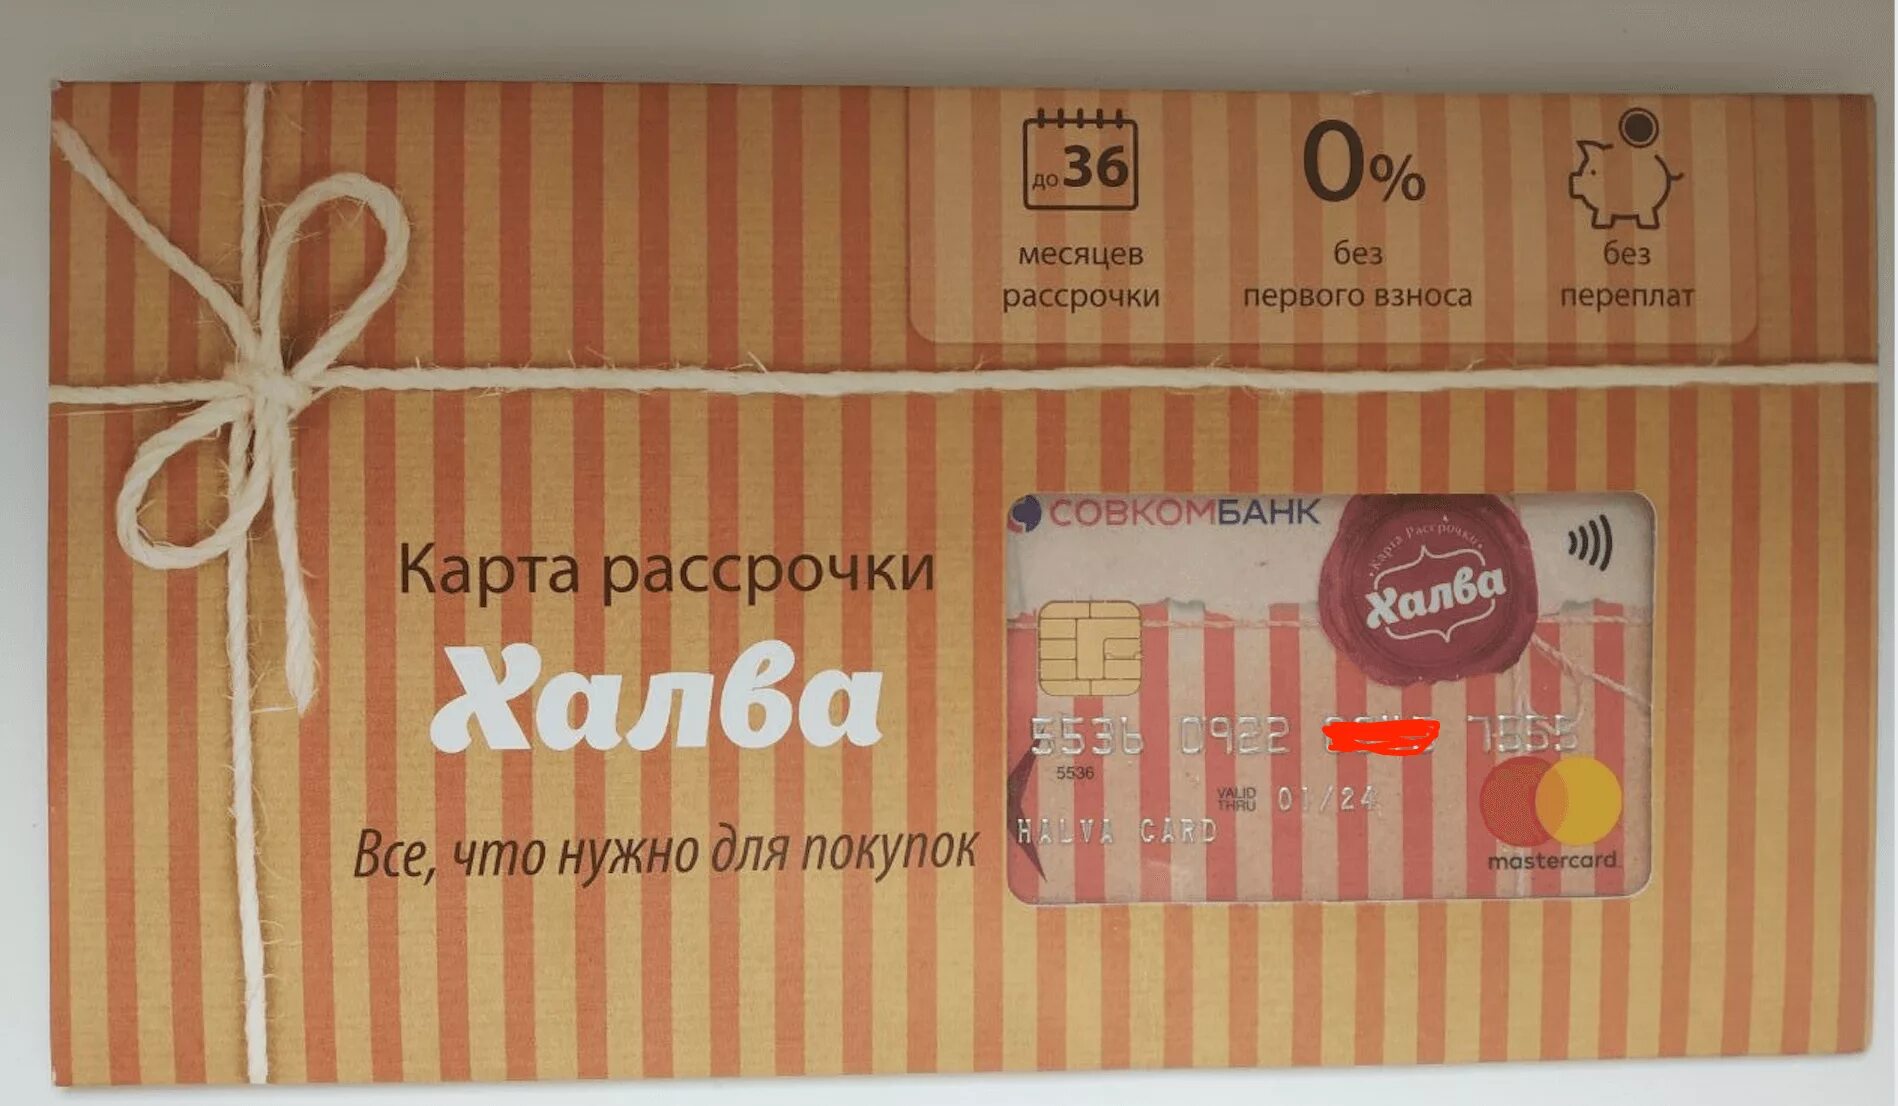 до 36
месяцев
рассрочки
0%
без
первого взноса
без
переплат
Карта рассрочки
Халва
Все, что нужно для покупок
СОВКОМБАНК
Карта Рассрочки
Халва
5536 0922 7555
5536
VALID THRU 01/24
HALVA CARD
mastercard